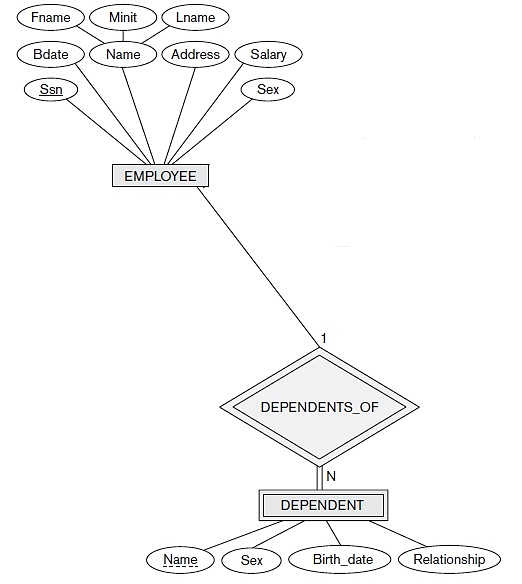 Fname Minit Lname
Bdate Name Address Salary
Ssn Sex
EMPLOYEE
1
DEPENDENTS_OF
N
DEPENDENT
Name Sex Birth_date Relationship